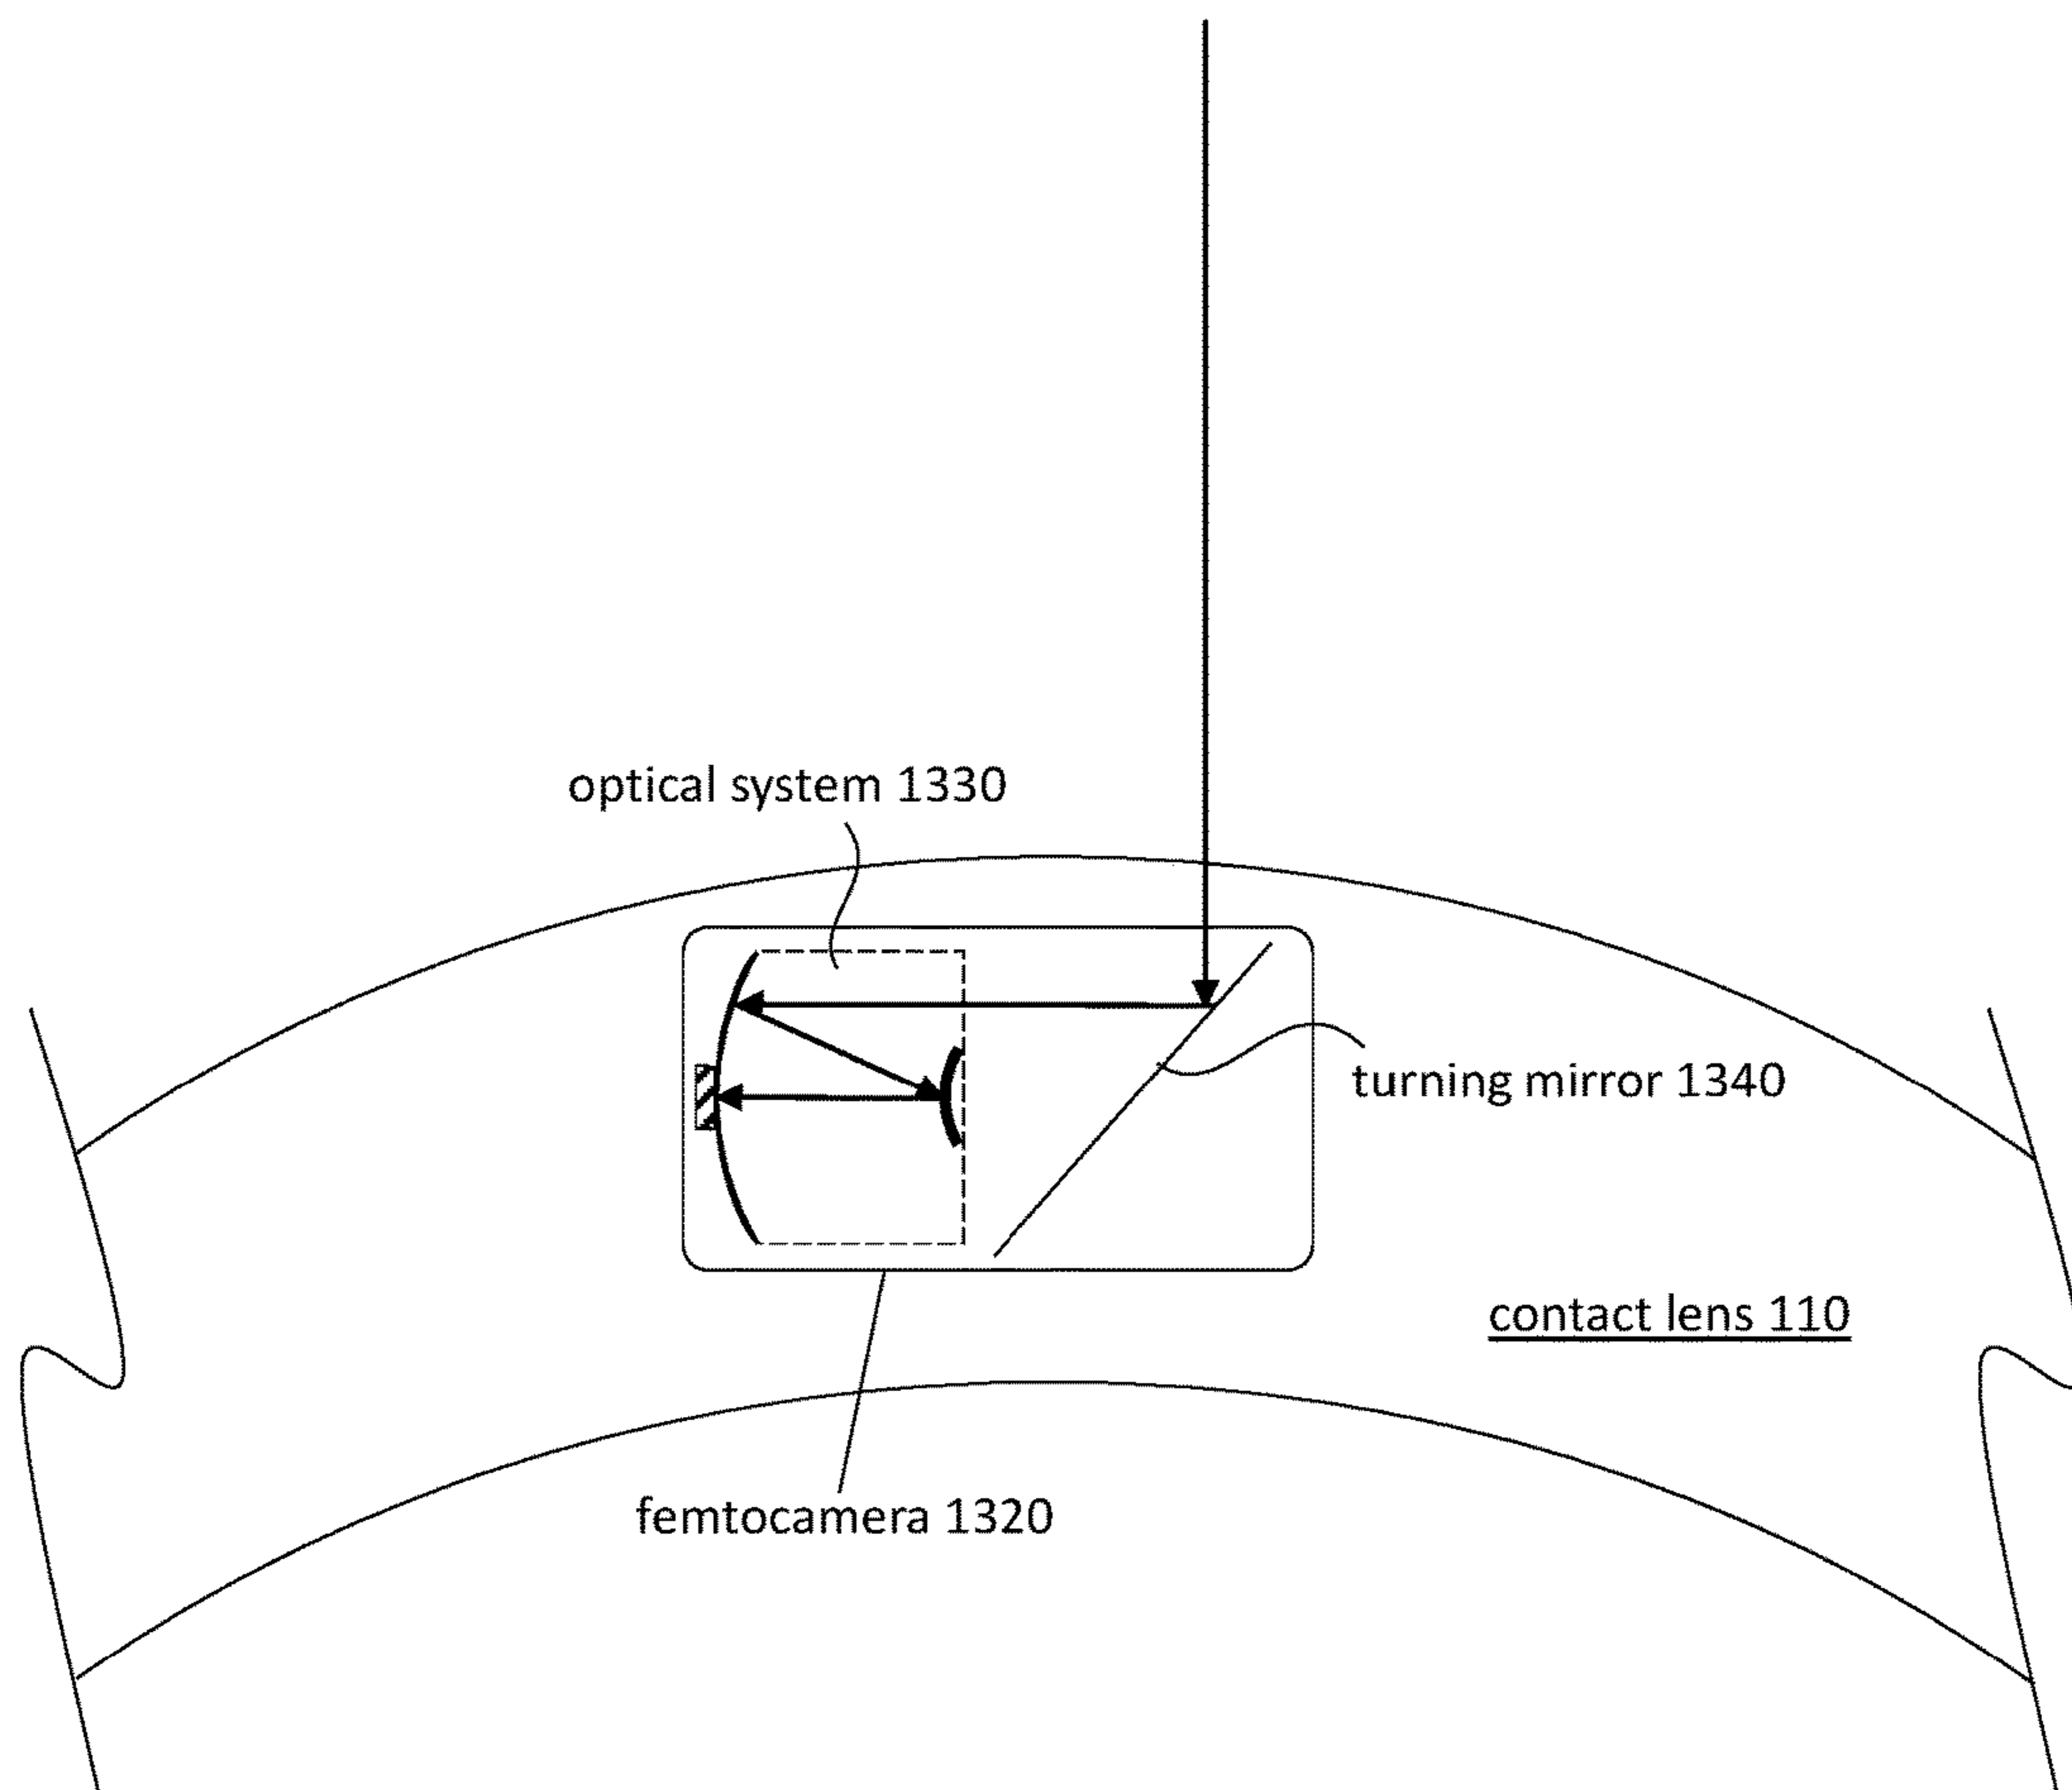 optical system 1330
turning mirror 1340
contact lens 110
femtocamera 1320